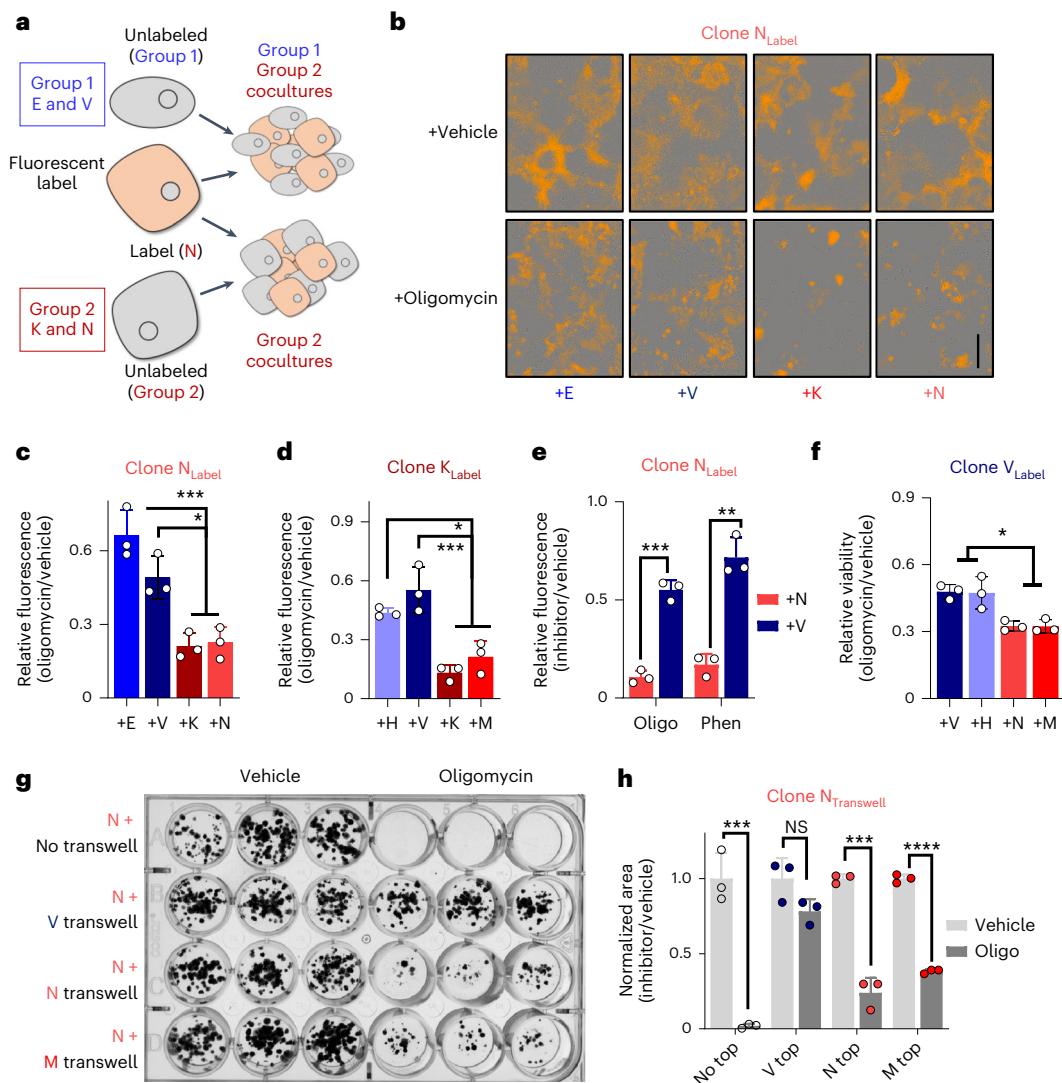 a
Unlabeled
(Group 1)
Group 1
E and V
Group 1
Group 2
cocultures
Fluorescent
label
Label (N)
Group 2
K and N
Group 2
cocultures
Unlabeled
(Group 2)
b
Clone NLabel
+Vehicle
+Oligomycin
+E +V +K +N
c
Clone NLabel
Relative fluorescence
(oligomycin/vehicle)
0.6
0.3
0
***
*
+E +V +K +N
d
Clone KLabel
Relative fluorescence
(oligomycin/vehicle)
0.9
0.6
0.3
0
*
***
+H +V +K +M
e
Clone NLabel
Relative fluorescence
(inhibitor/vehicle)
1.0
0.5
0
***
**
+N
+V
Oligo Phen
f
Clone VLabel
Relative viability
(oligomycin/vehicle)
0.9
0.6
0.3
0
*
+V +H +N +M
g
Vehicle Oligomycin
N +
No transwell
N +
V transwell
N +
N transwell
N +
M transwell
h
Clone NTranswell
Normalized area
(inhibitor/vehicle)
1.0
0.5
0
*** NS *** ****
Vehicle
Oligo
No top V top N top M top